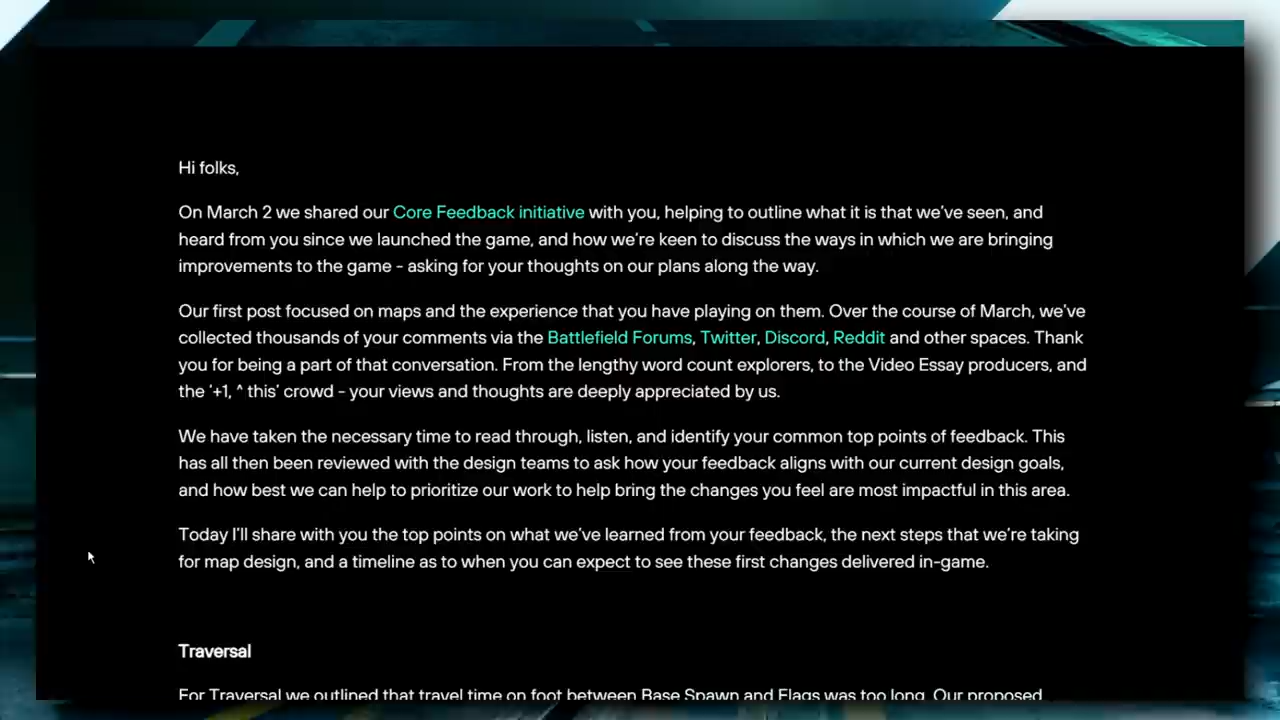 Hi folks,
On March 2 we shared our Core Feedback initiative with you, helping to outline what it is that we've seen, and
heard from you since we launched the game, and how we're keen to discuss the ways in which we are bringing
improvements to the game - asking for your thoughts on our plans along the way.
Our first post focused on maps and the experience that you have playing on them. Over the course of March, we've
collected thousands of your comments via the Battlefield Forums, Twitter, Discord, Reddit and other spaces. Thank
you for being a part of that conversation. From the lengthy word count explorers, to the Video Essay producers, and
the '+1, ^ this' crowd - your views and thoughts are deeply appreciated by us.
We have taken the necessary time to read through, listen, and identify your common top points of feedback. This
has all then been reviewed with the design teams to ask how your feedback aligns with our current design goals,
and how best we can help to prioritize our work to help bring the changes you feel are most impactful in this area.
Today I'll share with you the top points on what we've learned from your feedback, the next steps that we're taking
for map design, and a timeline as to when you can expect to see these first changes delivered in-game.
Traversal
For Traversal we outlined that travel time on foot between Base Spawn and Flags was too long. Our proposed